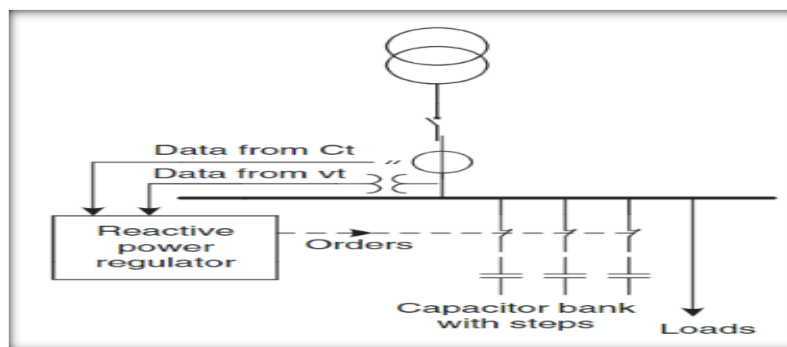 Data from Ct
Data from vt
Reactive
power
regulator
Orders
Capacitor bank
with steps
Loads